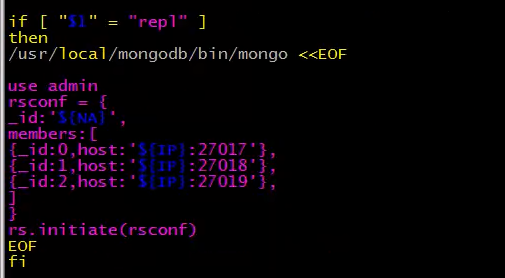 if [ "$1" = "repl" ]
then
/usr/local/mongodb/bin/mongo <<EOF
use admin
rsconf = {
_id:'${NA}',
members:[
{_id:0,host:'${IP}:27017'},
{_id:1,host:'${IP}:27018'},
{_id:2,host:'${IP}:27019'},
]
}
rs.initiate(rsconf)
EOF
fi